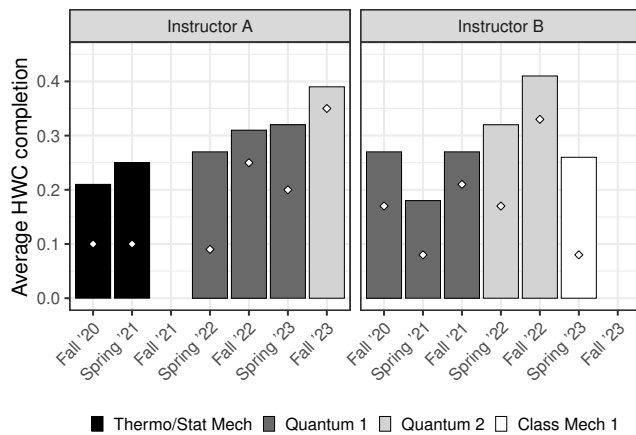 Instructor A
Instructor B
Average HWC completion
0.4
0.3
0.2
0.1
0.0
Fall '20
Spring '21
Fall '21
Spring '22
Fall '22
Spring '23
Fall '23
Fall '20
Spring '21
Fall '21
Spring '22
Fall '22
Spring '23
Fall '23
Thermo/Stat Mech
Quantum 1
Quantum 2
Class Mech 1